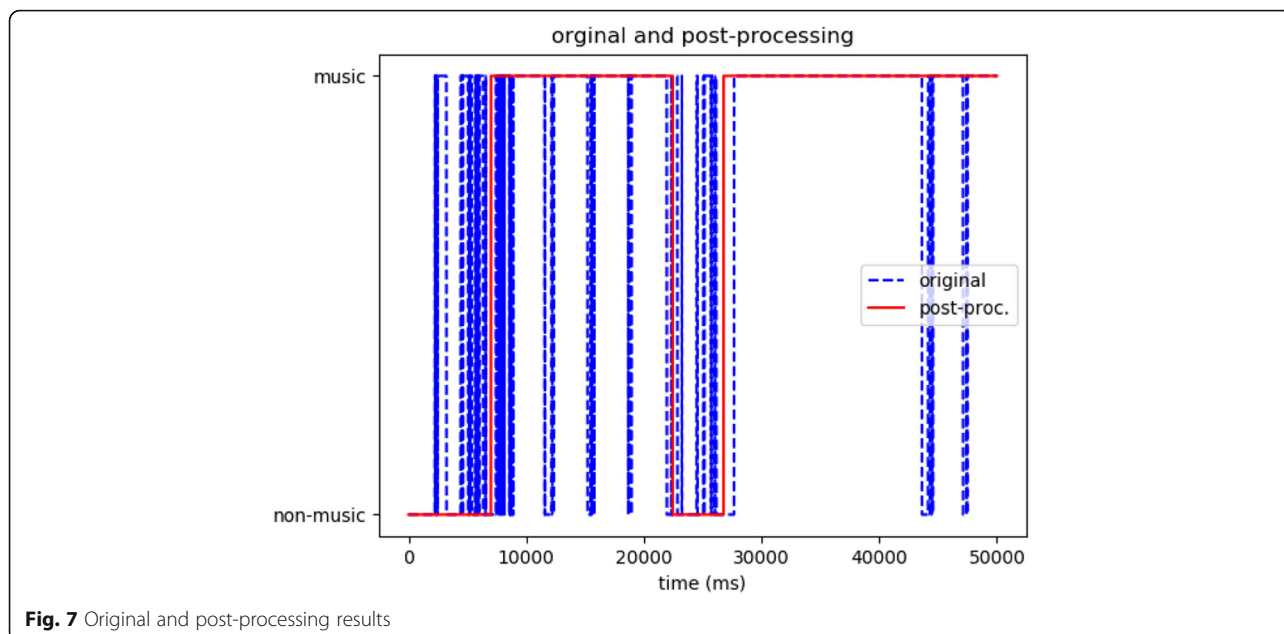 orginal and post-processing
music
original
post-proc.
non-music
0 10000 20000 30000 40000 50000
time (ms)
Fig. 7 Original and post-processing results